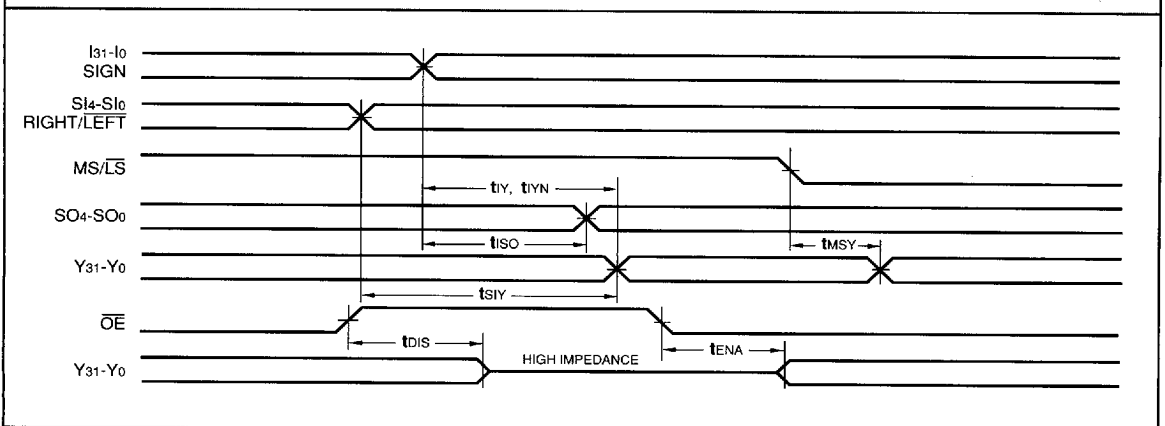 I31-I0
SIGN
SI4-SI0
RIGHT/LEFT
MS/LS
tIY, tIYN
SO4-SO0
tISO
tMSY
Y31-Y0
tSIY
OE
tDIS
HIGH IMPEDANCE
tENA
Y31-Y0